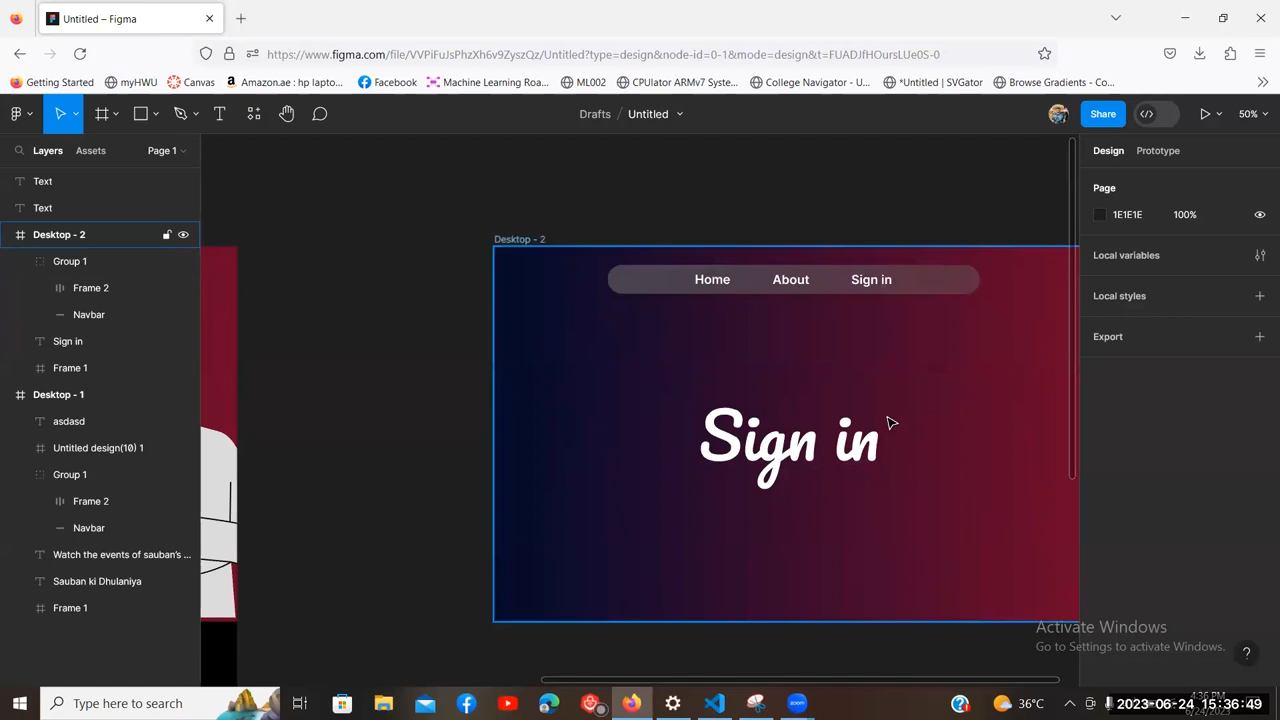 Untitled – Figma
https://www.figma.com/file/VVPiFuJsPhzXh6v9ZyszQz/Untitled?type=design&node-id=0-1&mode=design&t=FUADJfHOursLUe0S-0
Getting Started myHWU Canvas Amazon.ae : hp lapto... Facebook Machine Learning Roa... ML002 CPUlator ARMv7 Syste... College Navigator - U... *Untitled | SVGator Browse Gradients - Co...
Drafts / Untitled Share 50%
Layers Assets Page 1 Design Prototype
Text Page
Text 1E1E1E 100%
Desktop - 2 Desktop - 2
Group 1 Local variables
Home About Sign in
Frame 2 Local styles
Navbar
Sign in Export
Frame 1
Desktop - 1
asdasd Sign in
Untitled design(10) 1
Group 1
Frame 2
Navbar
Watch the events of sauban's ...
Sauban ki Dhulaniya
Frame 1
Activate Windows
Go to Settings to activate Windows.
Type here to search 36°C 4:36 PM
2023-06-24, 15:36:49